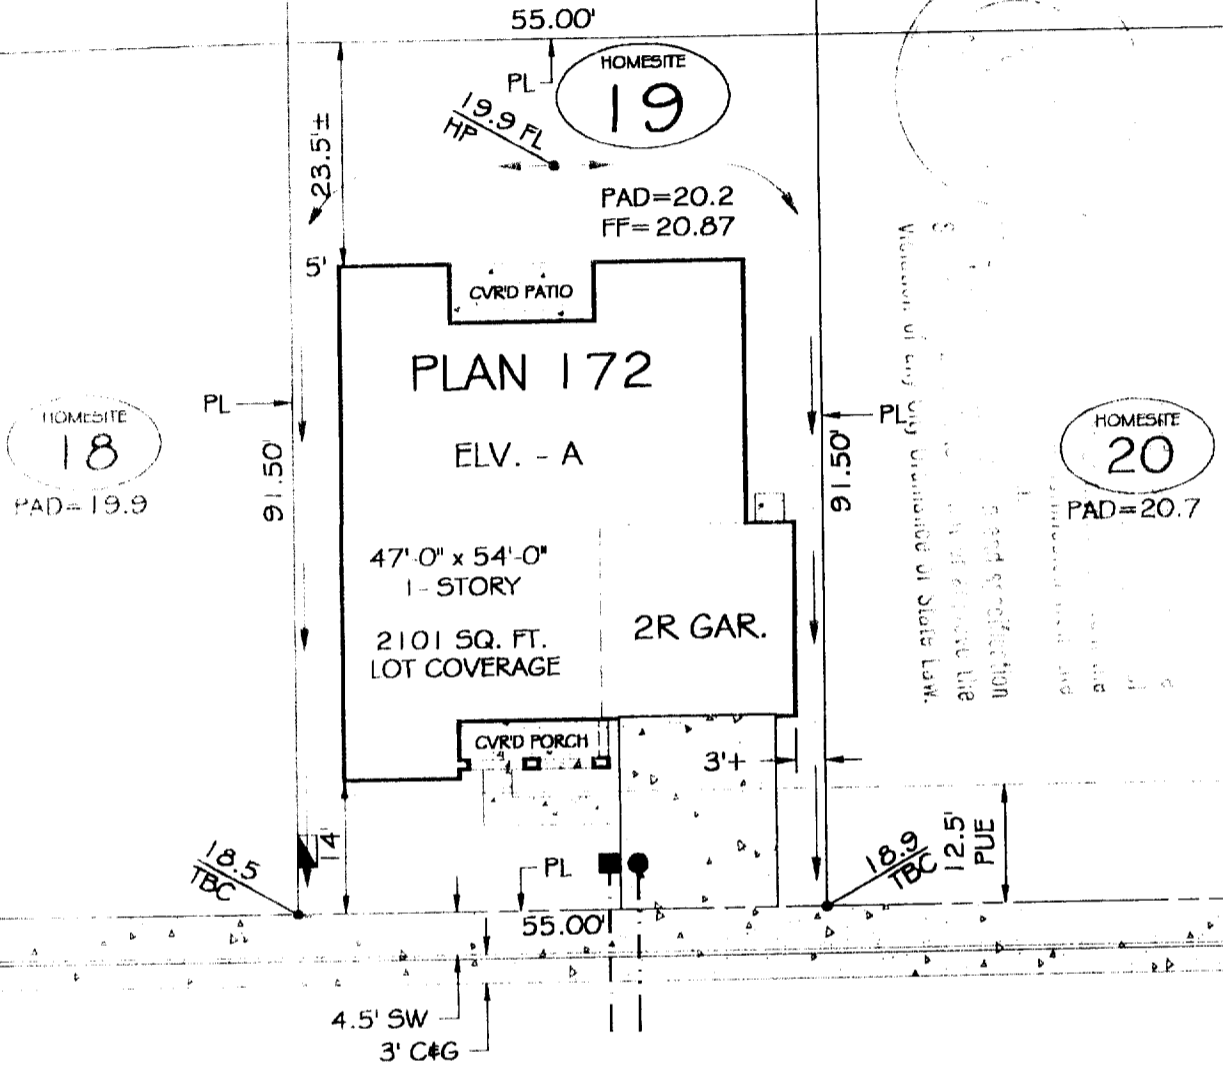 55.00'
HOMESITE
19
PL
19.9 FL
HP
23.5'±
PAD=20.2
FF=20.87
5'
CVR'D PATIO
PLAN 172
ELV. - A
PL
HOMESITE
18
PAD=19.9
91.50'
PL
91.50'
HOMESITE
20
PAD=20.7
47'-0" x 54'-0"
1-STORY
2101 SQ. FT.
LOT COVERAGE
2R GAR.
of State Law.
CVR'D PORCH
3'+
14'
18.5
TBC
PL
18.9
TBC
12.5'
PUE
55.00'
4.5' SW
3' C&G